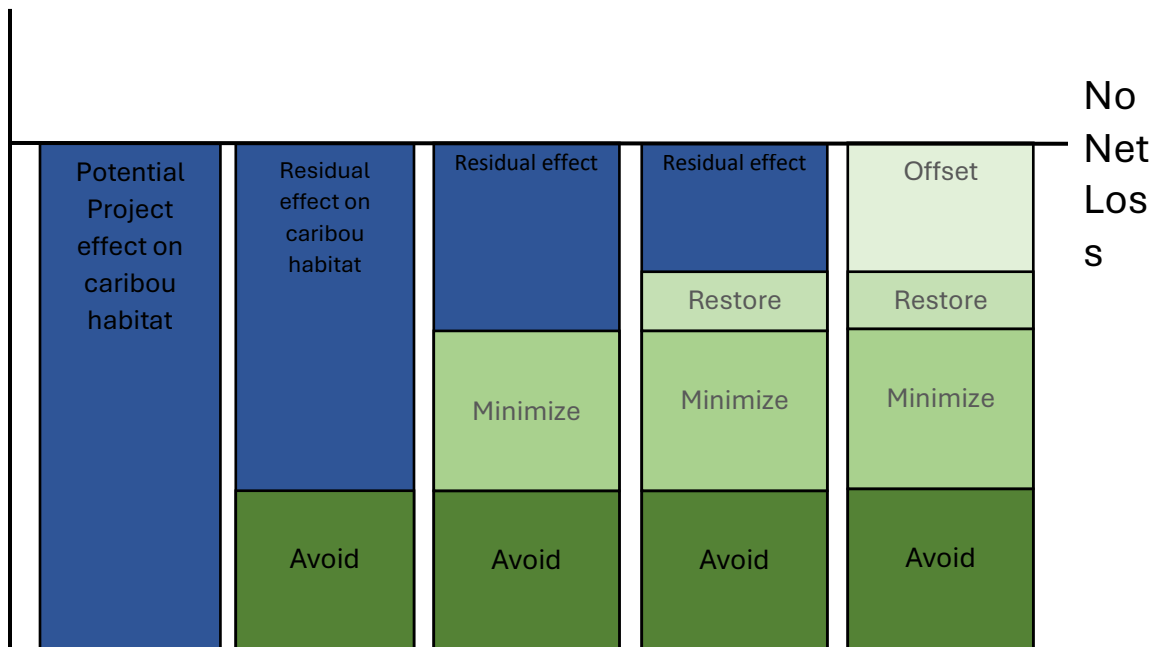 No
Net
Los
s
Potential
Project
effect on
caribou
habitat
Residual
effect on
caribou
habitat
Residual effect
Residual effect
Offset
Restore
Restore
Minimize
Minimize
Minimize
Avoid
Avoid
Avoid
Avoid